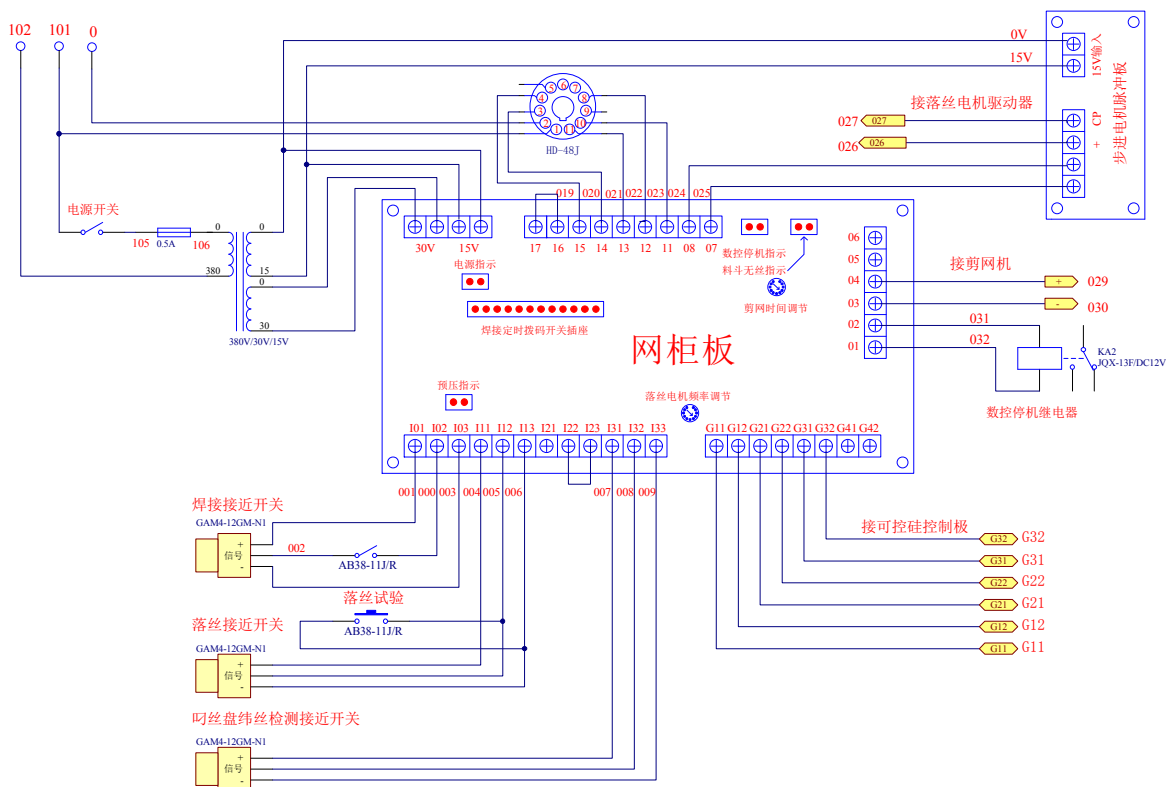 102 101 0
0V
15V
15V输入
步进电机脉冲板
CP
+
接落丝电机驱动器
027 027
026 026
5 6 7
4 8
3 9
2 10
1 11
HD-48J
电源开关
105 0.5A 106
0
380
0
15
0
30
380V/30V/15V
019 020 021 022 023 024 025
30V 15V
17 16 15 14 13 12 11 08 07
电源指示
数控停机指示
料斗无丝指示
剪网时间调节
焊接定时拨码开关插座
网柜板
06
05
04
03
02
01
接剪网机
+ 029
- 030
031
032
KA2
JQX-13F/DC12V
数控停机继电器
预压指示
落丝电机频率调节
I01 I02 I03 I11 I12 I13 I21 I22 I23 I31 I32 I33
G11 G12 G21 G22 G31 G32 G41 G42
001 000 003 004 005 006 007 008 009
焊接接近开关
GAM4-12GM-N1
+
信号
-
002
AB38-11J/R
落丝试验
AB38-11J/R
落丝接近开关
GAM4-12GM-N1
+
信号
-
叼丝盘纬丝检测接近开关
GAM4-12GM-N1
+
信号
-
接可控硅控制极
G32 G32
G31 G31
G22 G22
G21 G21
G12 G12
G11 G11